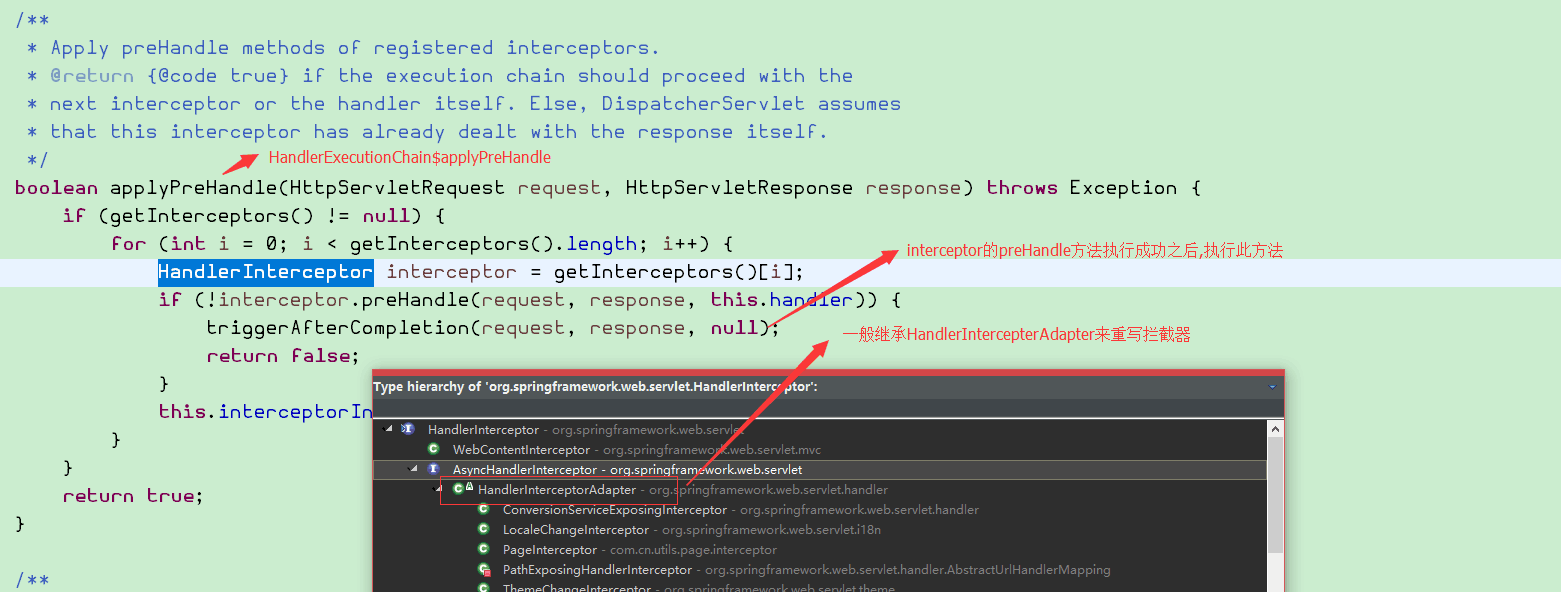 /**
* Apply preHandle methods of registered interceptors.
* @return {@code true} if the execution chain should proceed with the
* next interceptor or the handler itself. Else, DispatcherServlet assumes
* that this interceptor has already dealt with the response itself.
*/
HandlerExecutionChain$applyPreHandle
boolean applyPreHandle(HttpServletRequest request, HttpServletResponse response) throws Exception {
if (getInterceptors() != null) {
for (int i = 0; i < getInterceptors().length; i++) {
interceptor的preHandle方法执行成功之后,执行此方法
HandlerInterceptor interceptor = getInterceptors()[i];
if (!interceptor.preHandle(request, response, this.handler)) {
triggerAfterCompletion(request, response, null);
一般继承HandlerIntercepterAdapter来重写拦截器
return false;
}
this.interceptorIn
}
}
return true;
}
/**
Type hierarchy of 'org.springframework.web.servlet.HandlerInterceptor':
HandlerInterceptor - org.springframework.web.servlet
WebContentInterceptor - org.springframework.web.servlet.mvc
AsyncHandlerInterceptor - org.springframework.web.servlet
HandlerInterceptorAdapter - org.springframework.web.servlet.handler
ConversionServiceExposingInterceptor - org.springframework.web.servlet.handler
LocaleChangeInterceptor - org.springframework.web.servlet.i18n
PageInterceptor - com.cn.utils.page.interceptor
PathExposingHandlerInterceptor - org.springframework.web.servlet.handler.AbstractUrlHandlerMapping
ThemeChangeInterceptor - org.springframework.web.servlet.theme